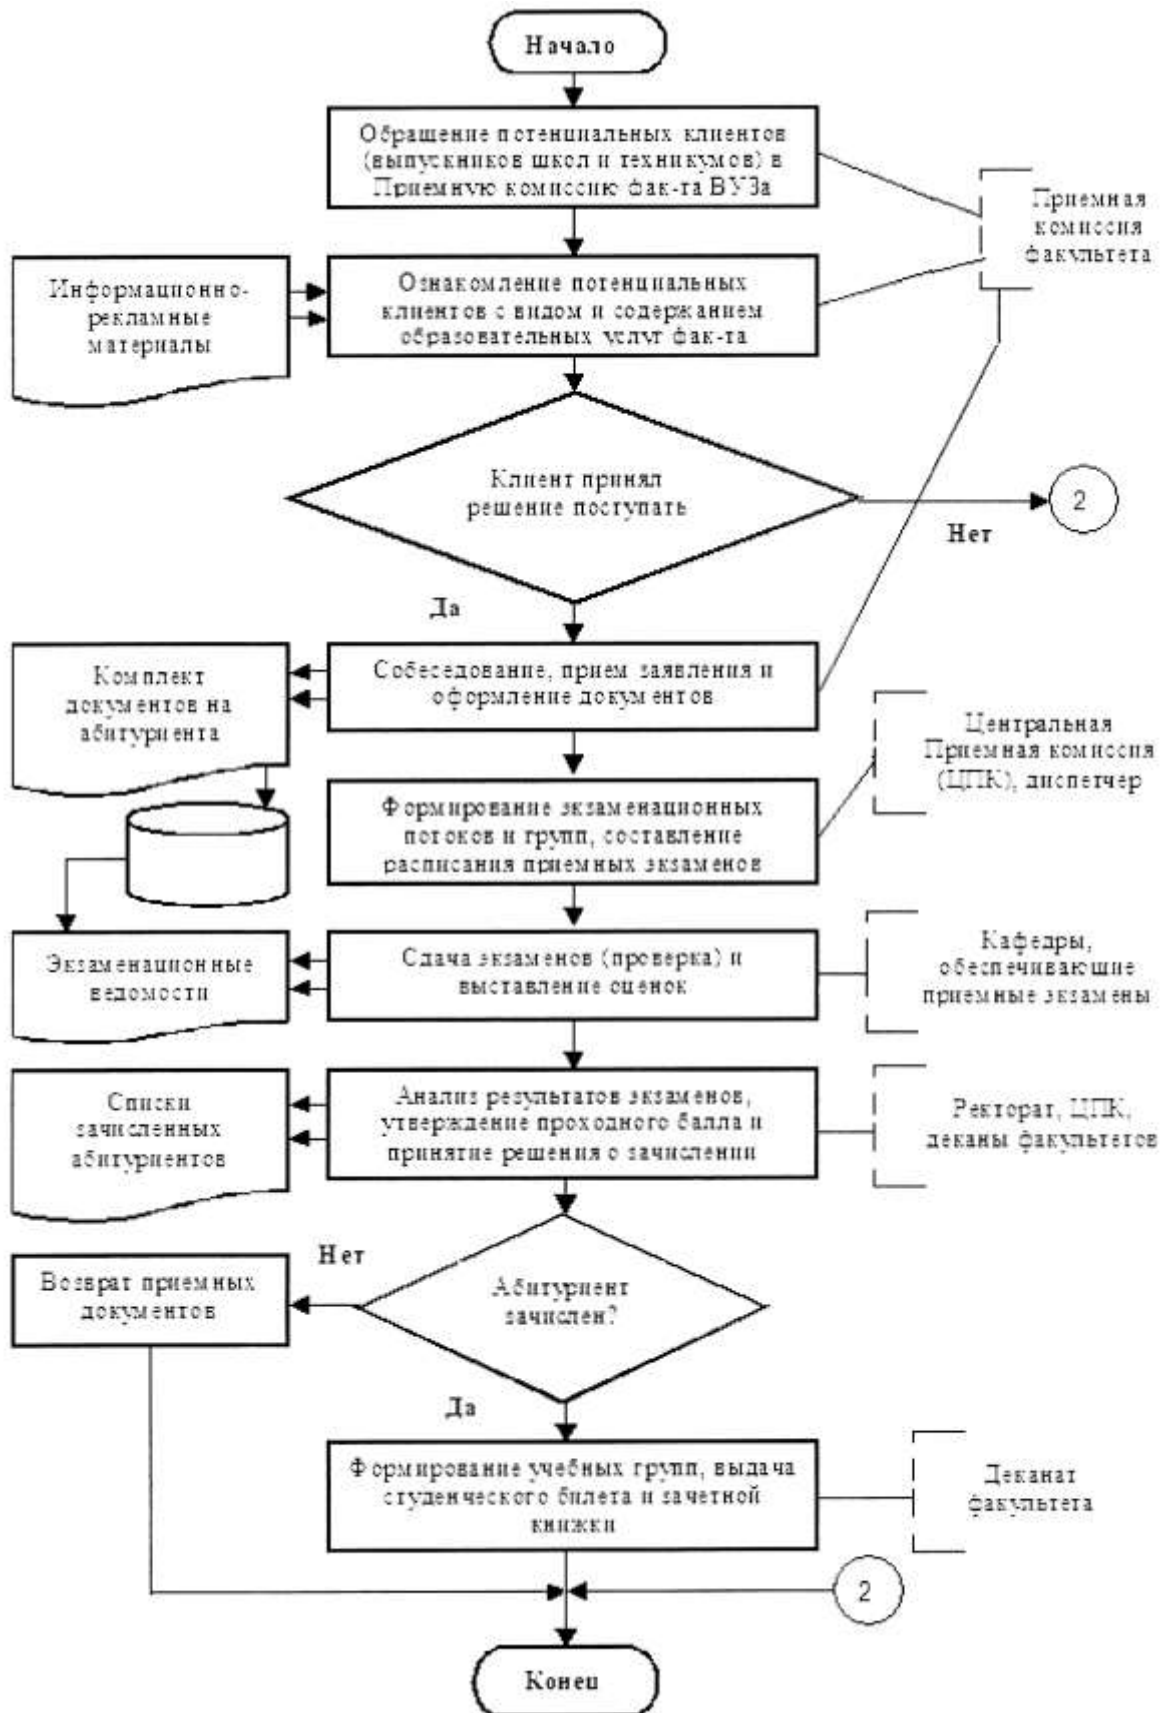 Начало
Обращение потенциальных клиентов
(выпускников школ и техникумов) в
Приемную комиссию фак-та ВУЗа
Приемная
комиссия
факультета
Информационно-
рекламные
материалы
Ознакомление потенциальных
клиентов с видом и содержанием
образовательных услуг фак-та
Клиент принял
решение поступать
2
Нет
Да
Комплект
документов на
абитуриента
Собеседование, прием заявления и
оформление документов
Центральная
Приемная комиссия
(ЦПК), диспетчер
Формирование экзаменационных
потоков и групп, составление
расписания приемных экзаменов
Экзаменационные
ведомости
Сдача экзаменов (проверка) и
выставление оценок
Кафедры,
обеспечивающие
приемные экзамены
Списки
зачисленных
абитуриентов
Анализ результатов экзаменов,
утверждение проходного балла и
принятие решения о зачислении
Ректорат, ЦПК,
деканы факультетов
Нет
Возврат приемных
документов
Абитуриент
зачислен?
Да
Формирование учебных групп, выдача
студенческого билета и зачетной
книжки
Деканат
факультета
2
Конец